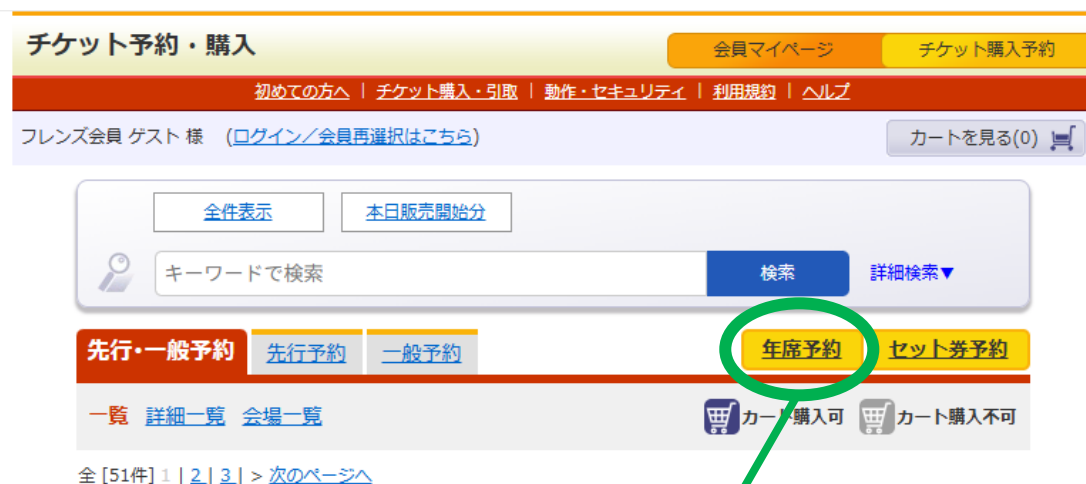 チケット予約・購入
会員マイページ
チケット購入予約
初めての方へ | チケット購入・引取 | 動作・セキュリティ | 利用規約 | ヘルプ
フレンズ会員 ゲスト 様 (ログイン／会員再選択はこちら)
カートを見る(0)
全件表示
本日販売開始分
キーワードで検索
検索
詳細検索▼
先行・一般予約
先行予約
一般予約
年席予約
セット券予約
一覧 詳細一覧 会場一覧
カート購入可
カート購入不可
全 [51件] 1 | 2 | 3 | > 次のページへ